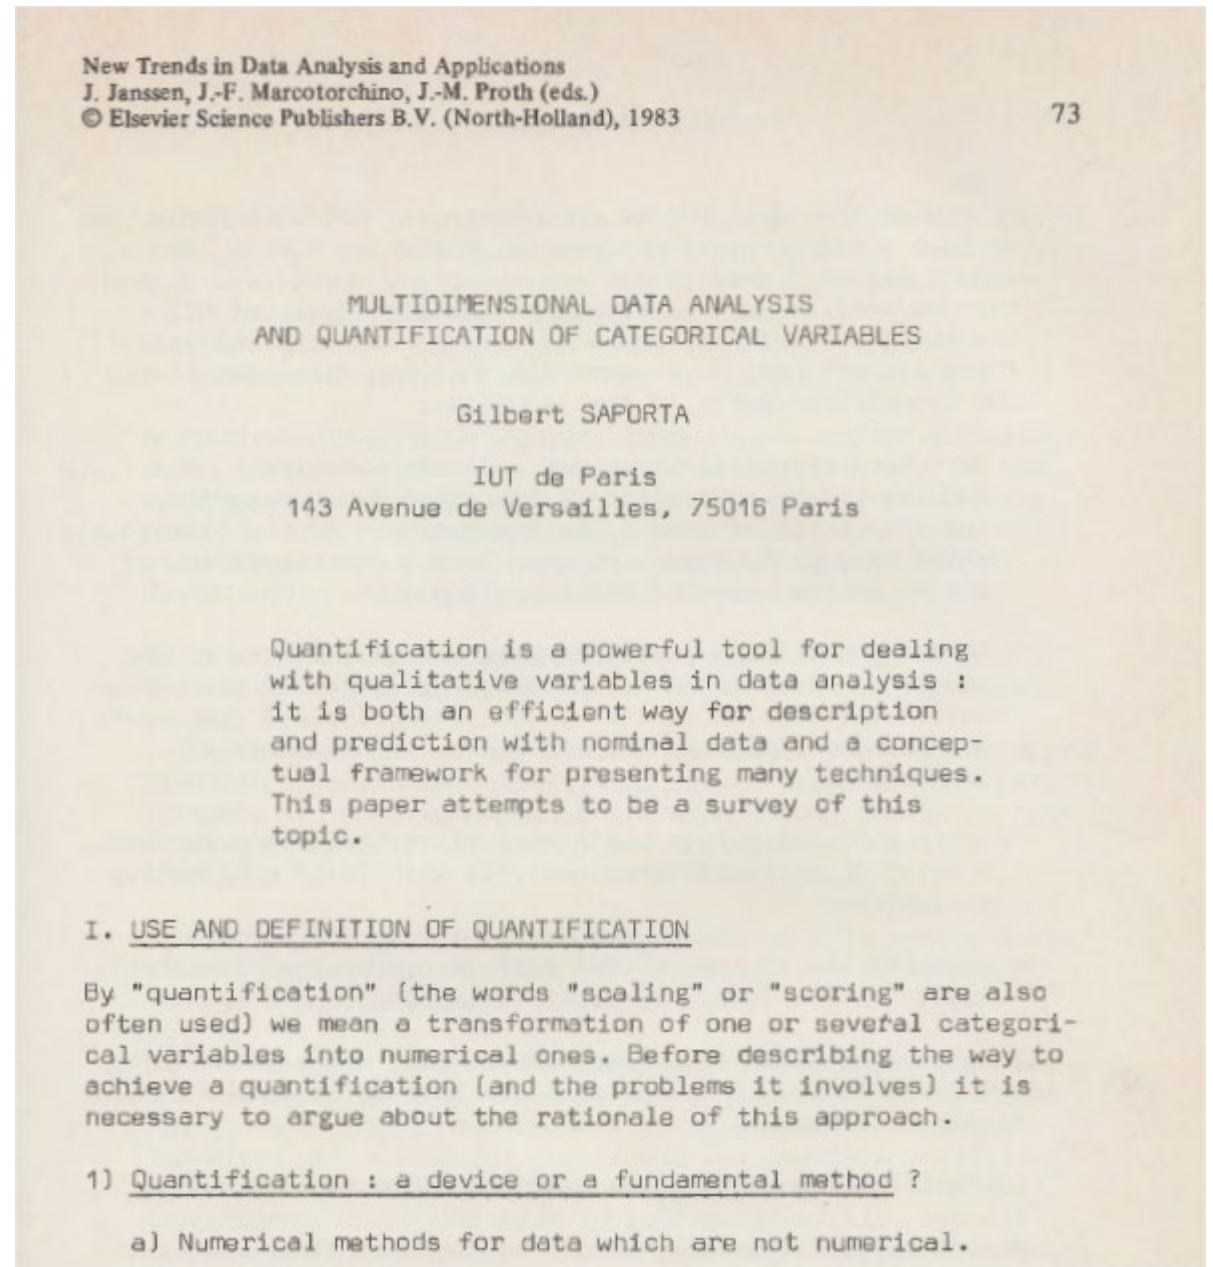 New Trends in Data Analysis and Applications
J. Janssen, J.-F. Marcotorchino, J.-M. Proth (eds.)
© Elsevier Science Publishers B.V. (North-Holland), 1983
73
MULTIDIMENSIONAL DATA ANALYSIS
AND QUANTIFICATION OF CATEGORICAL VARIABLES
Gilbert SAPORTA
IUT de Paris
143 Avenue de Versailles, 75016 Paris
Quantification is a powerful tool for dealing
with qualitative variables in data analysis :
it is both an efficient way for description
and prediction with nominal data and a concep-
tual framework for presenting many techniques.
This paper attempts to be a survey of this
topic.
I. USE AND DEFINITION OF QUANTIFICATION
By "quantification" (the words "scaling" or "scoring" are also
often used) we mean a transformation of one or several categori-
cal variables into numerical ones. Before describing the way to
achieve a quantification (and the problems it involves) it is
necessary to argue about the rationale of this approach.
1) Quantification : a device or a fundamental method ?
a) Numerical methods for data which are not numerical.